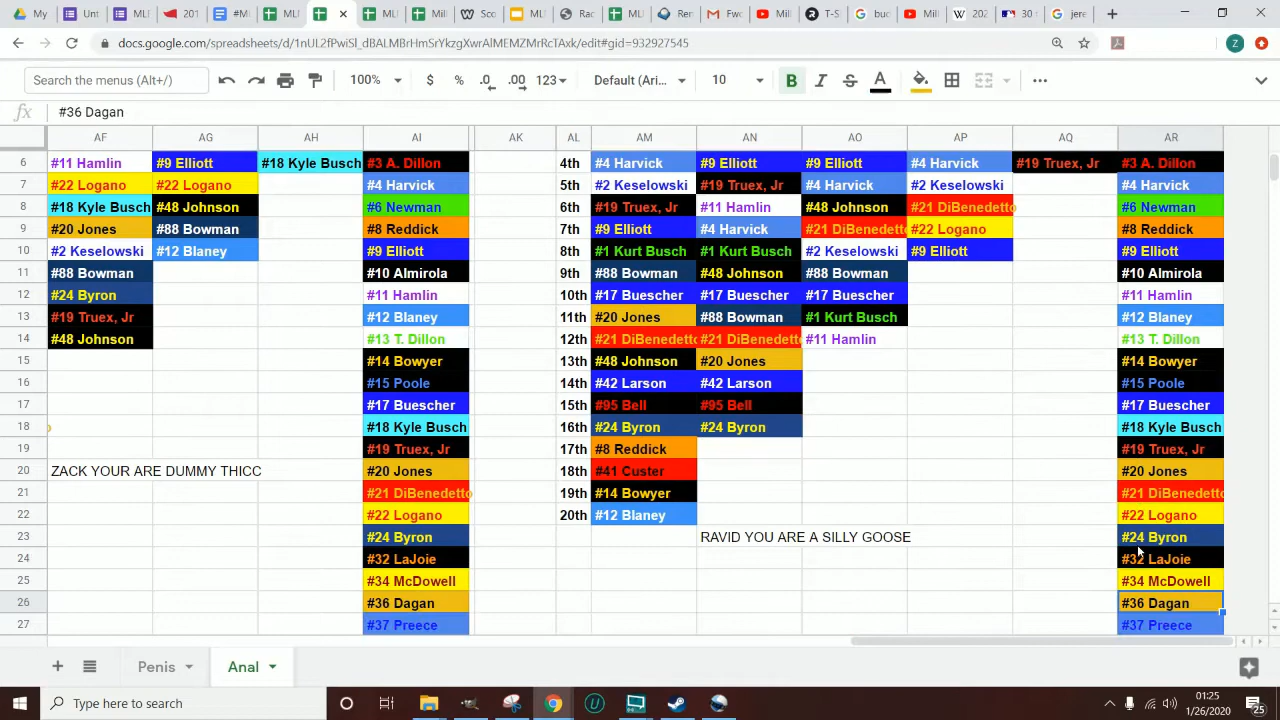 My
Unt
MLF
201
#M
MLF
MLF
Mil
Sco
ML
Rac
MLF
Ren
Fw
Mill
T-S
buc
Mill
202
30
jere
docs.google.com/spreadsheets/d/1nUL2fPwiSl_dBALMBrHmSrYkzgXwrAlMEMZMrRcTAxk/edit#gid=932927545
Z
Search the menus (Alt+/)
100% $ % .0 .00 123 Default (Ari... 10 B I S A
fx #36 Dagan
AF AG AH AI AK AL AM AN AO AP AQ AR
6 #11 Hamlin #9 Elliott #18 Kyle Busch #3 A. Dillon 4th #4 Harvick #9 Elliott #9 Elliott #4 Harvick #19 Truex, Jr #3 A. Dillon
7 #22 Logano #22 Logano #4 Harvick 5th #2 Keselowski #19 Truex, Jr #4 Harvick #2 Keselowski #4 Harvick
8 #18 Kyle Busch #48 Johnson #6 Newman 6th #19 Truex, Jr #11 Hamlin #48 Johnson #21 DiBenedetto #6 Newman
9 #20 Jones #88 Bowman #8 Reddick 7th #9 Elliott #4 Harvick #21 DiBenedetto #22 Logano #8 Reddick
10 #2 Keselowski #12 Blaney #9 Elliott 8th #1 Kurt Busch #1 Kurt Busch #2 Keselowski #9 Elliott #9 Elliott
11 #88 Bowman #10 Almirola 9th #88 Bowman #48 Johnson #88 Bowman #10 Almirola
12 #24 Byron #11 Hamlin 10th #17 Buescher #17 Buescher #17 Buescher #11 Hamlin
13 #19 Truex, Jr #12 Blaney 11th #20 Jones #88 Bowman #1 Kurt Busch #12 Blaney
14 #48 Johnson #13 T. Dillon 12th #21 DiBenedetto #21 DiBenedetto #11 Hamlin #13 T. Dillon
15 #14 Bowyer 13th #48 Johnson #20 Jones #14 Bowyer
16 #15 Poole 14th #42 Larson #42 Larson #15 Poole
17 #17 Buescher 15th #95 Bell #95 Bell #17 Buescher
18 #18 Kyle Busch 16th #24 Byron #24 Byron #18 Kyle Busch
19 #19 Truex, Jr 17th #8 Reddick #19 Truex, Jr
20 ZACK YOUR ARE DUMMY THICC #20 Jones 18th #41 Custer #20 Jones
21 #21 DiBenedetto 19th #14 Bowyer #21 DiBenedetto
22 #22 Logano 20th #12 Blaney #22 Logano
23 #24 Byron RAVID YOU ARE A SILLY GOOSE #24 Byron
24 #32 LaJoie #32 LaJoie
25 #34 McDowell #34 McDowell
26 #36 Dagan #36 Dagan
27 #37 Preece #37 Preece
Penis Anal
Type here to search
01:25
1/26/2020
25